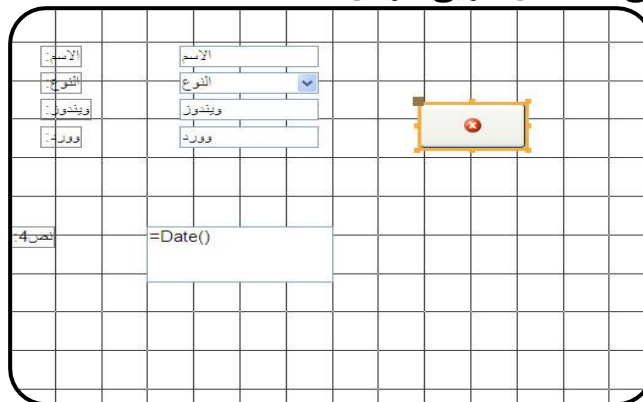 الاسم: الاسم
النوع: النوع
ويندوز: ويندوز
وورد: وورد
نص4: =Date()